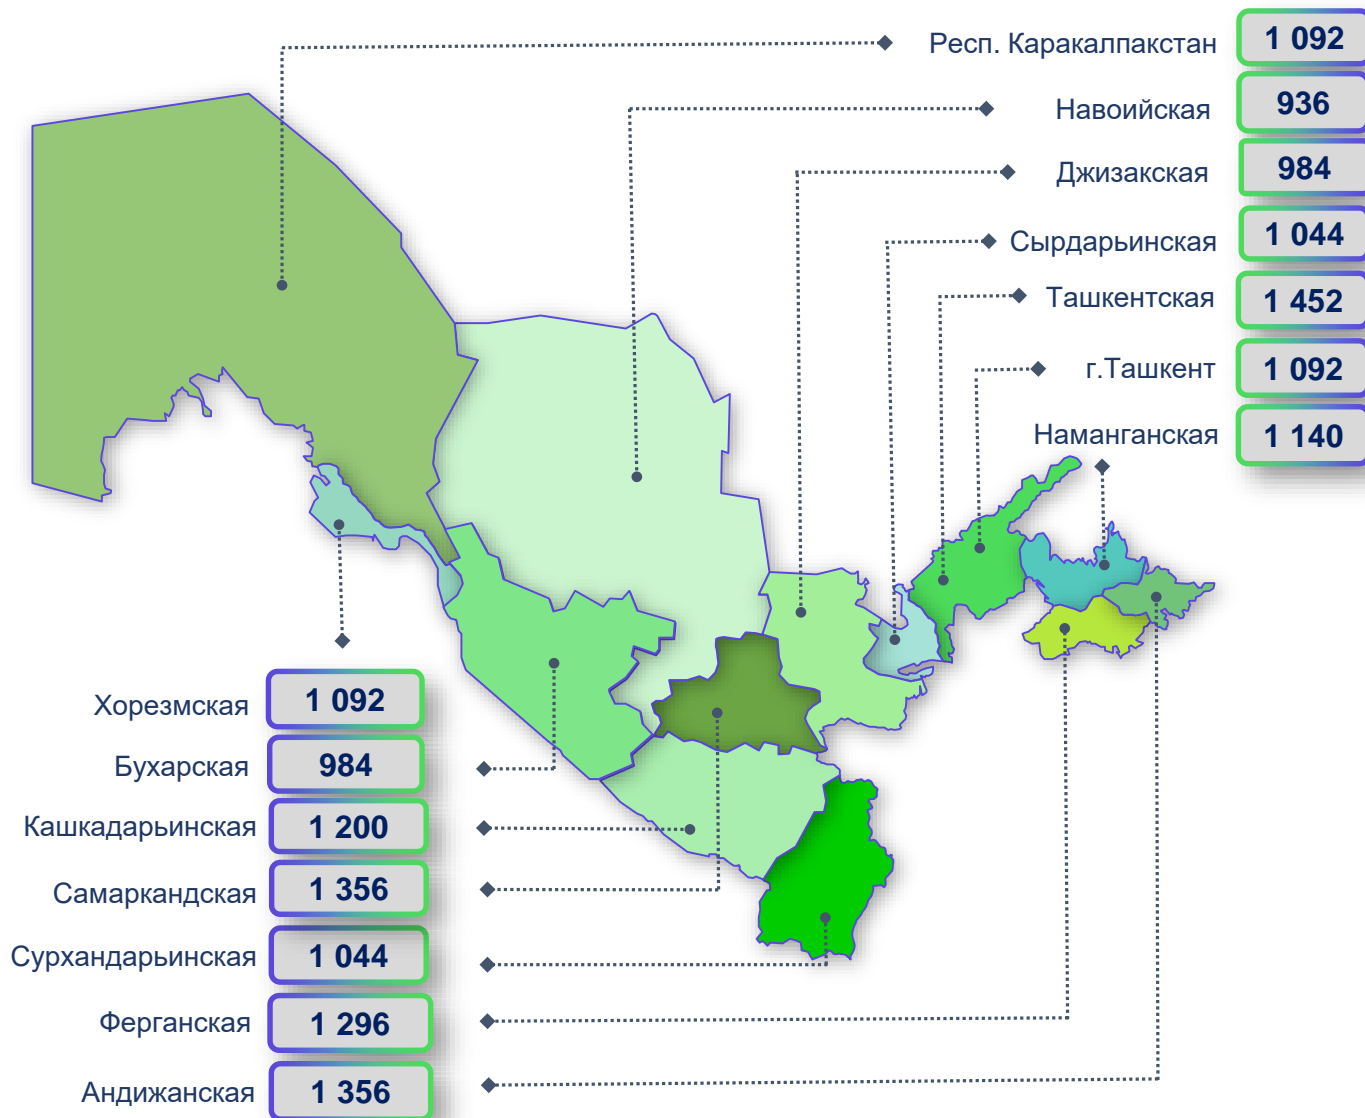 Респ. Каракалпакстан 1 092
Навоийская 936
Джизакская 984
Сырдарьинская 1 044
Ташкентская 1 452
г.Ташкент 1 092
Наманганская 1 140
Хорезмская 1 092
Бухарская 984
Кашкадарьинская 1 200
Самаркандская 1 356
Сурхандарьинская 1 044
Ферганская 1 296
Андижанская 1 356